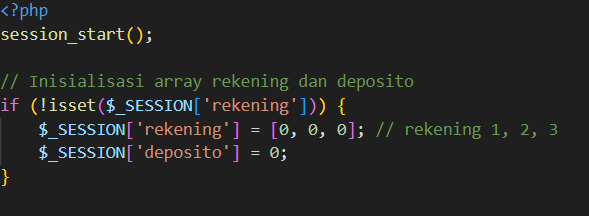 <?php
session_start();
// Inisialisasi array rekening dan deposito
if (!isset($_SESSION['rekening'])) {
$_SESSION['rekening'] = [0, 0, 0]; // rekening 1, 2, 3
$_SESSION['deposito'] = 0;
}